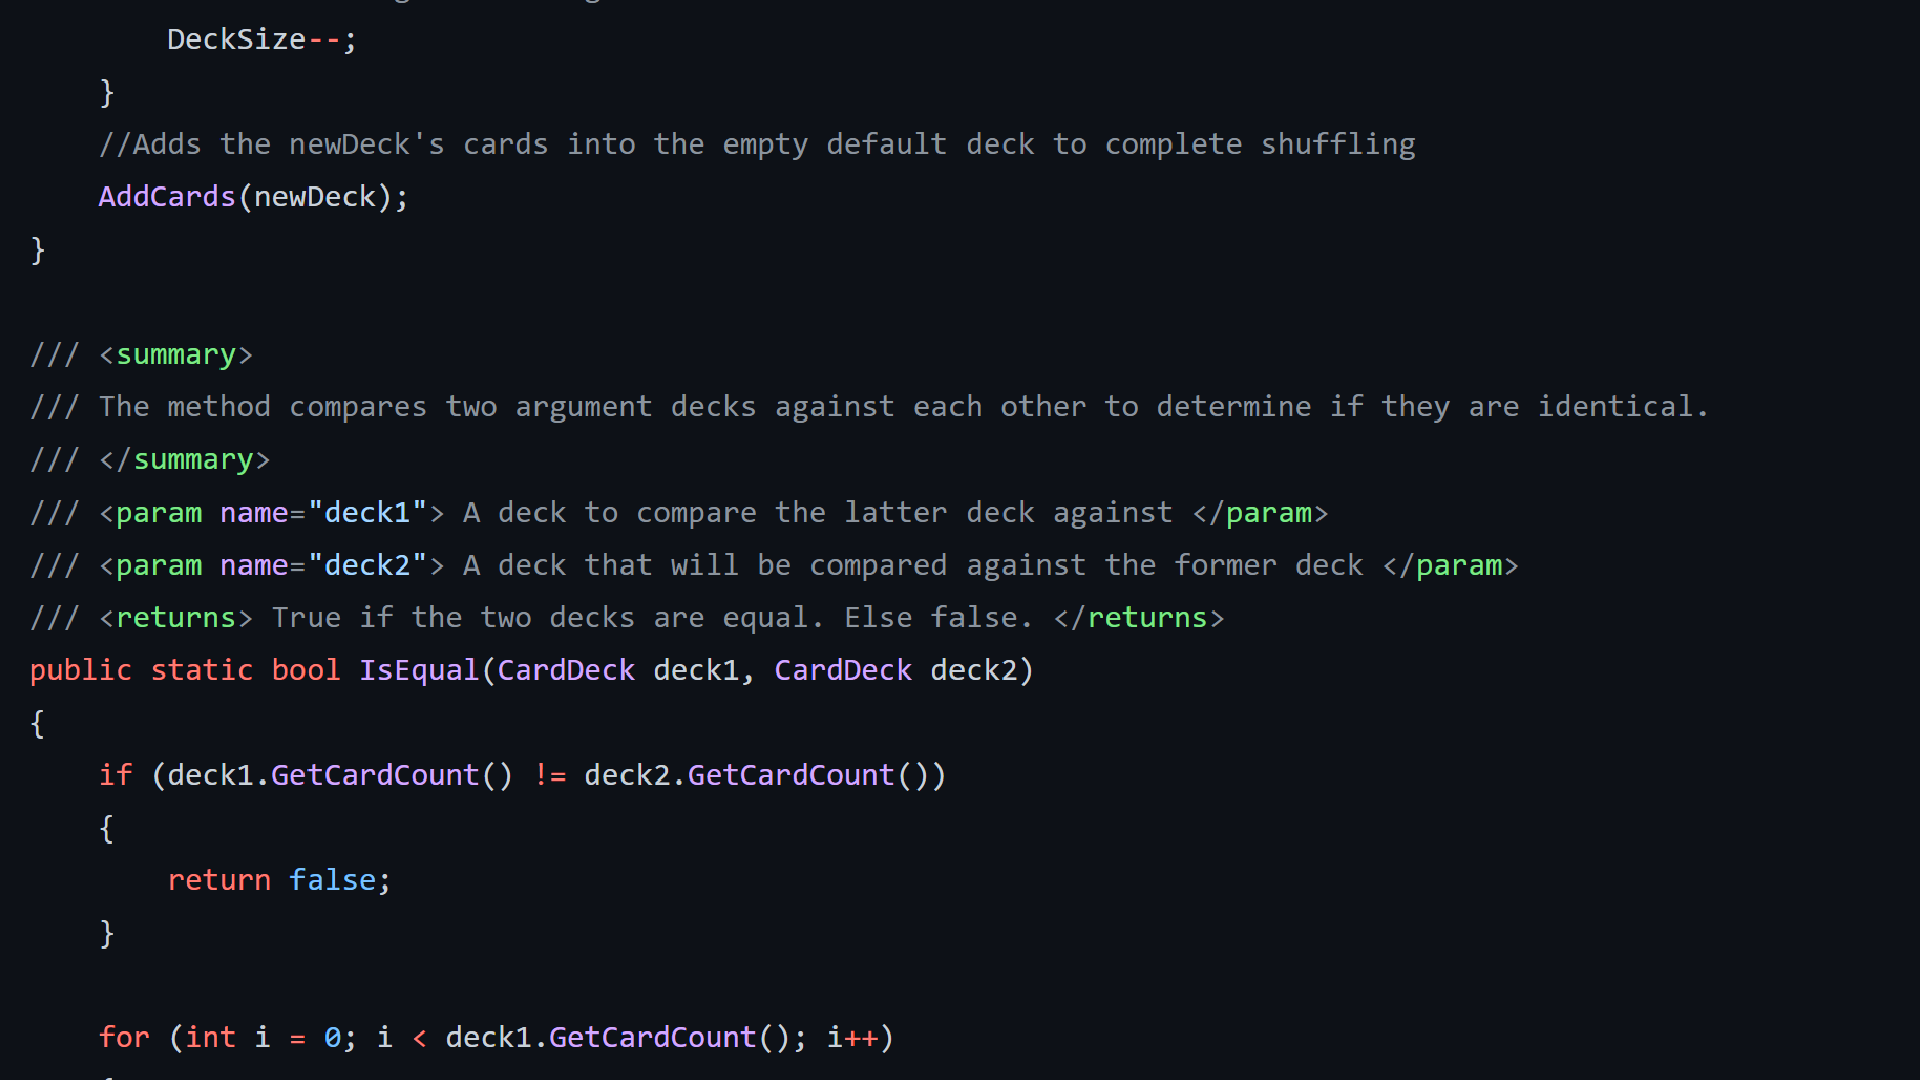 DeckSize--;
}
//Adds the newDeck's cards into the empty default deck to complete shuffling
AddCards(newDeck);
}
/// <summary>
/// The method compares two argument decks against each other to determine if they are identical.
/// </summary>
/// <param name="deck1"> A deck to compare the latter deck against </param>
/// <param name="deck2"> A deck that will be compared against the former deck </param>
/// <returns> True if the two decks are equal. Else false. </returns>
public static bool IsEqual(CardDeck deck1, CardDeck deck2)
{
if (deck1.GetCardCount() != deck2.GetCardCount())
{
return false;
}
for (int i = 0; i < deck1.GetCardCount(); i++)